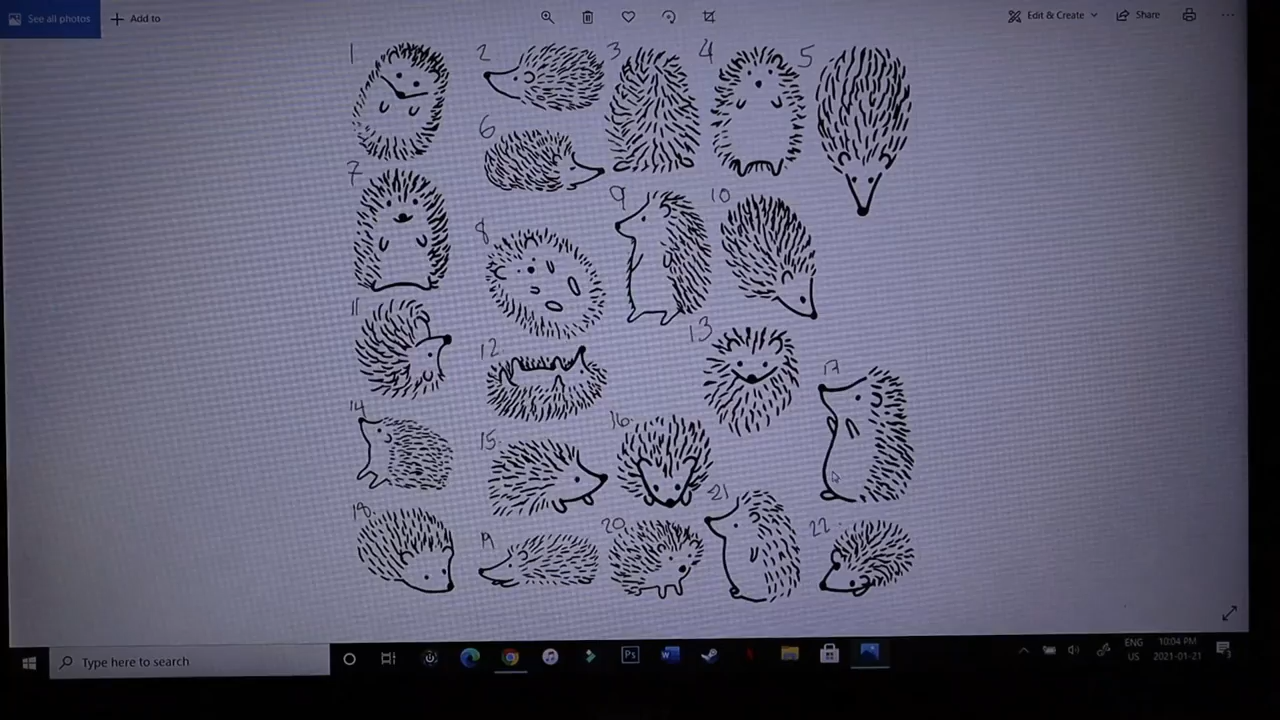 See all photos
Add to
Edit & Create
Share
1
2
3
4
5
6
7
8
9
10
11
12
13
14
15.
16.
17
18.
19
20.
21
22.
Type here to search
Ps
W
ENG
US
10:04 PM
2021-01-21